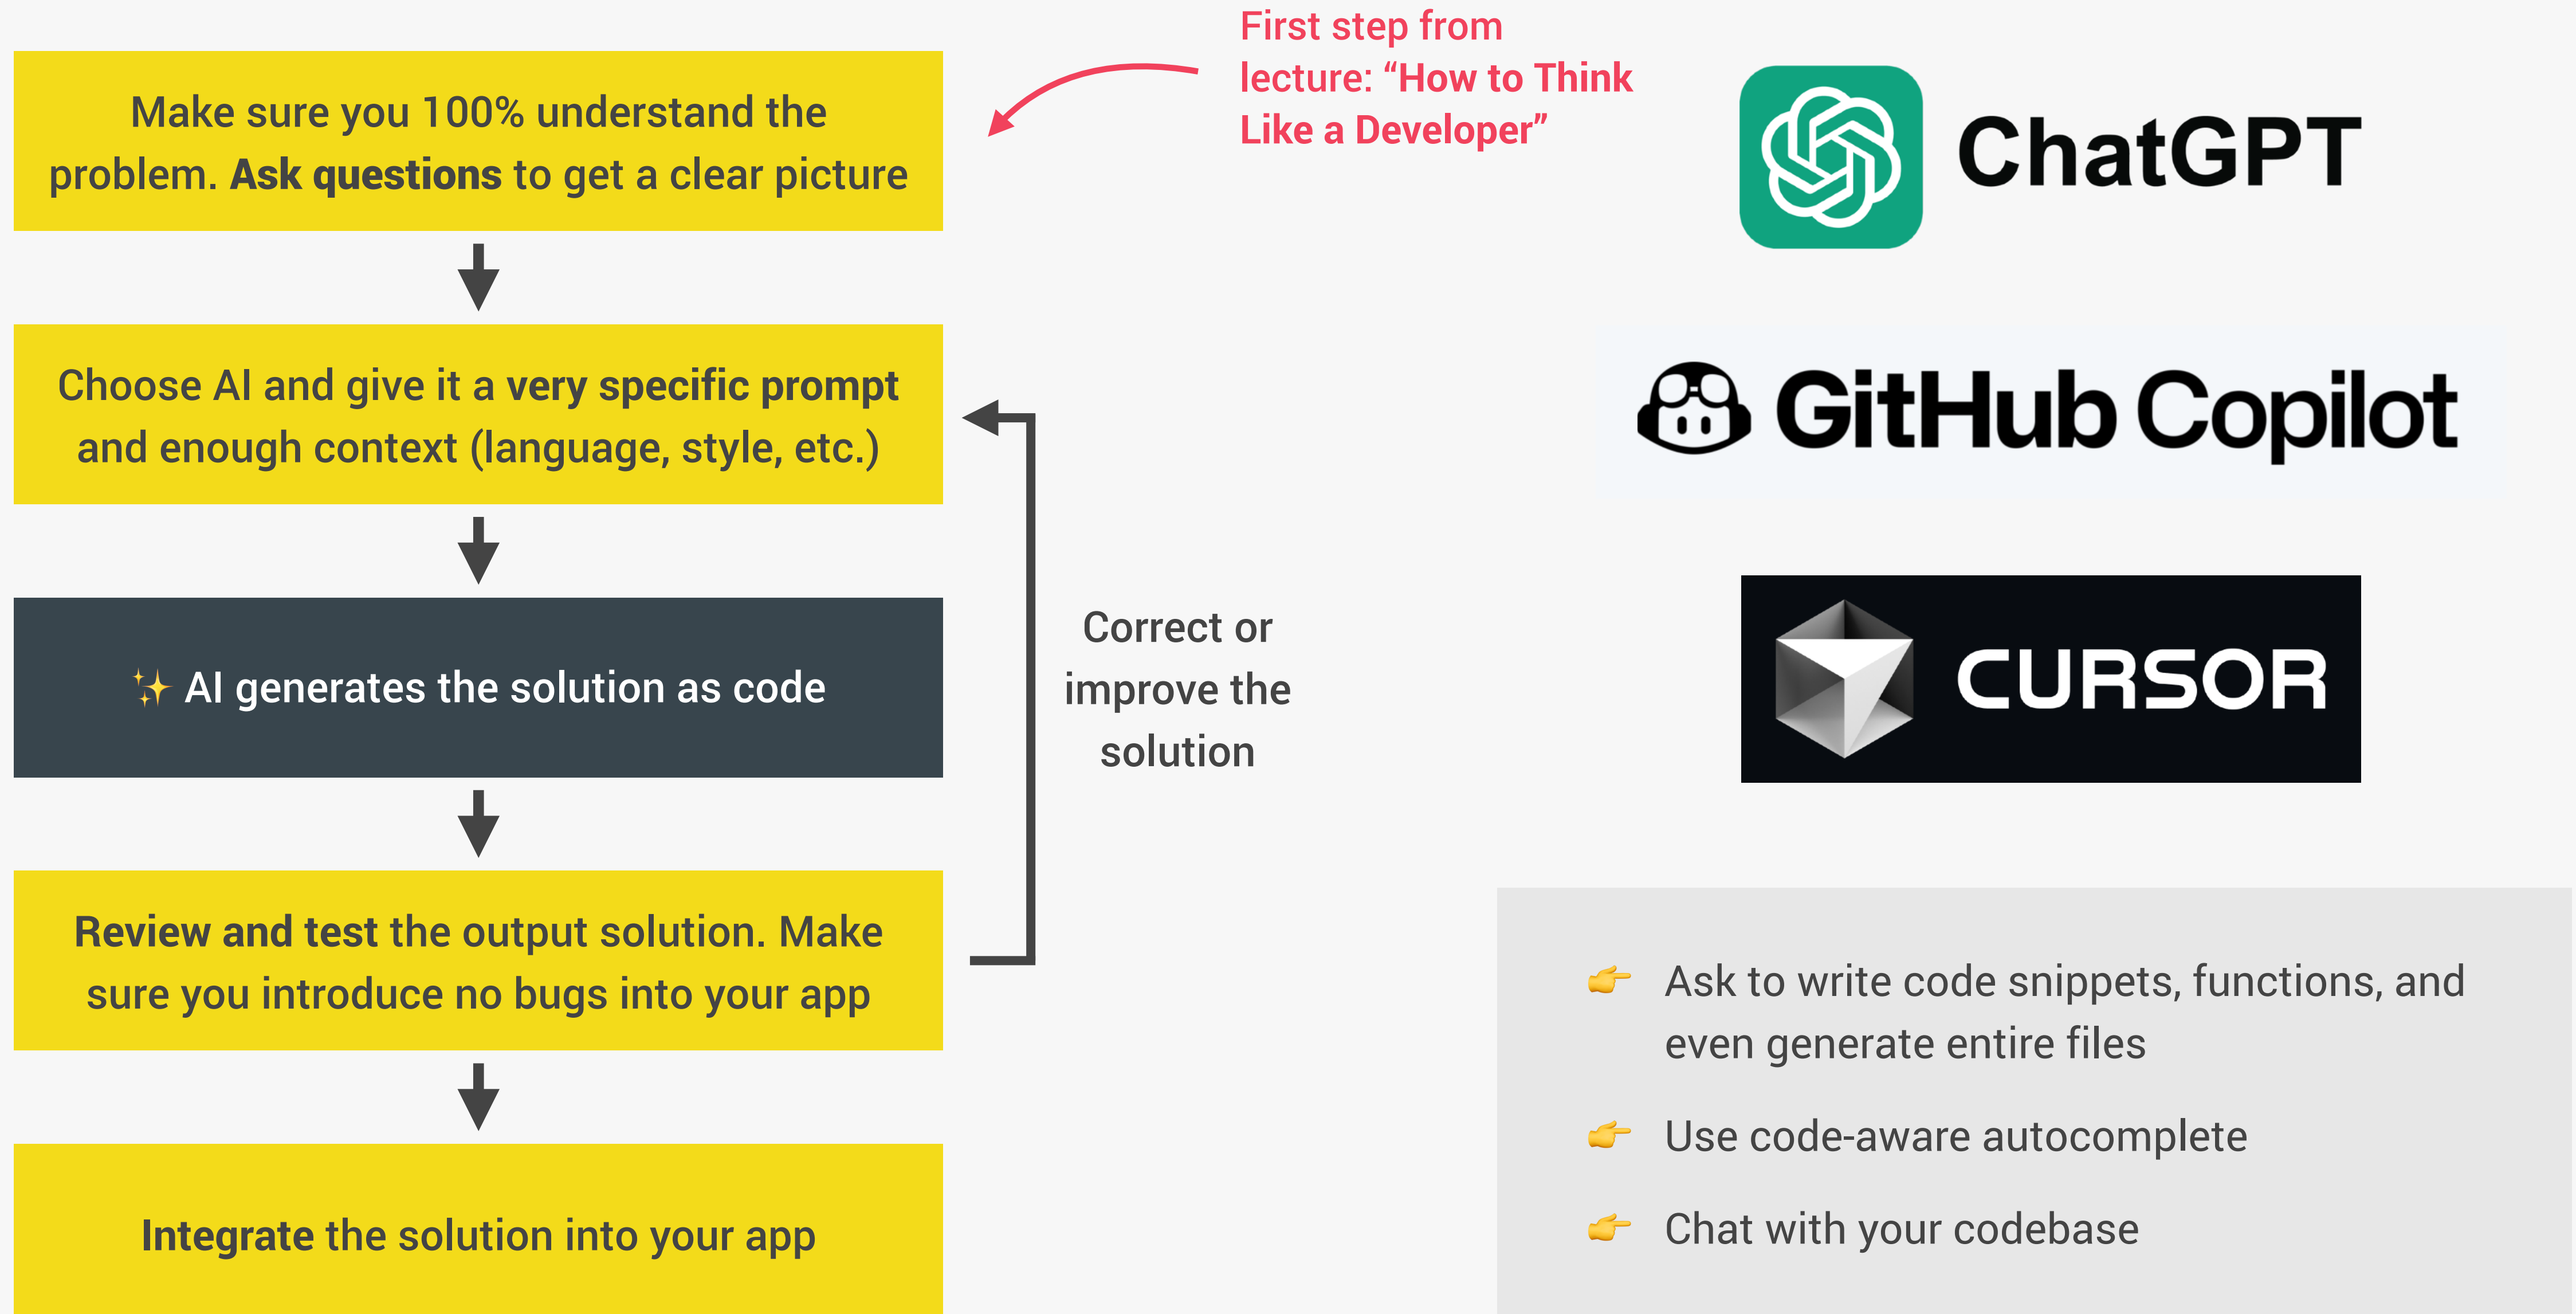 Make sure you 100% understand the
problem. Ask questions to get a clear picture
First step from
lecture: “How to Think
Like a Developer”
Choose AI and give it a very specific prompt
and enough context (language, style, etc.)
✨ AI generates the solution as code
Correct or
improve the
solution
Review and test the output solution. Make
sure you introduce no bugs into your app
Integrate the solution into your app
ChatGPT
GitHub Copilot
CURSOR
👉 Ask to write code snippets, functions, and
even generate entire files
👉 Use code-aware autocomplete
👉 Chat with your codebase